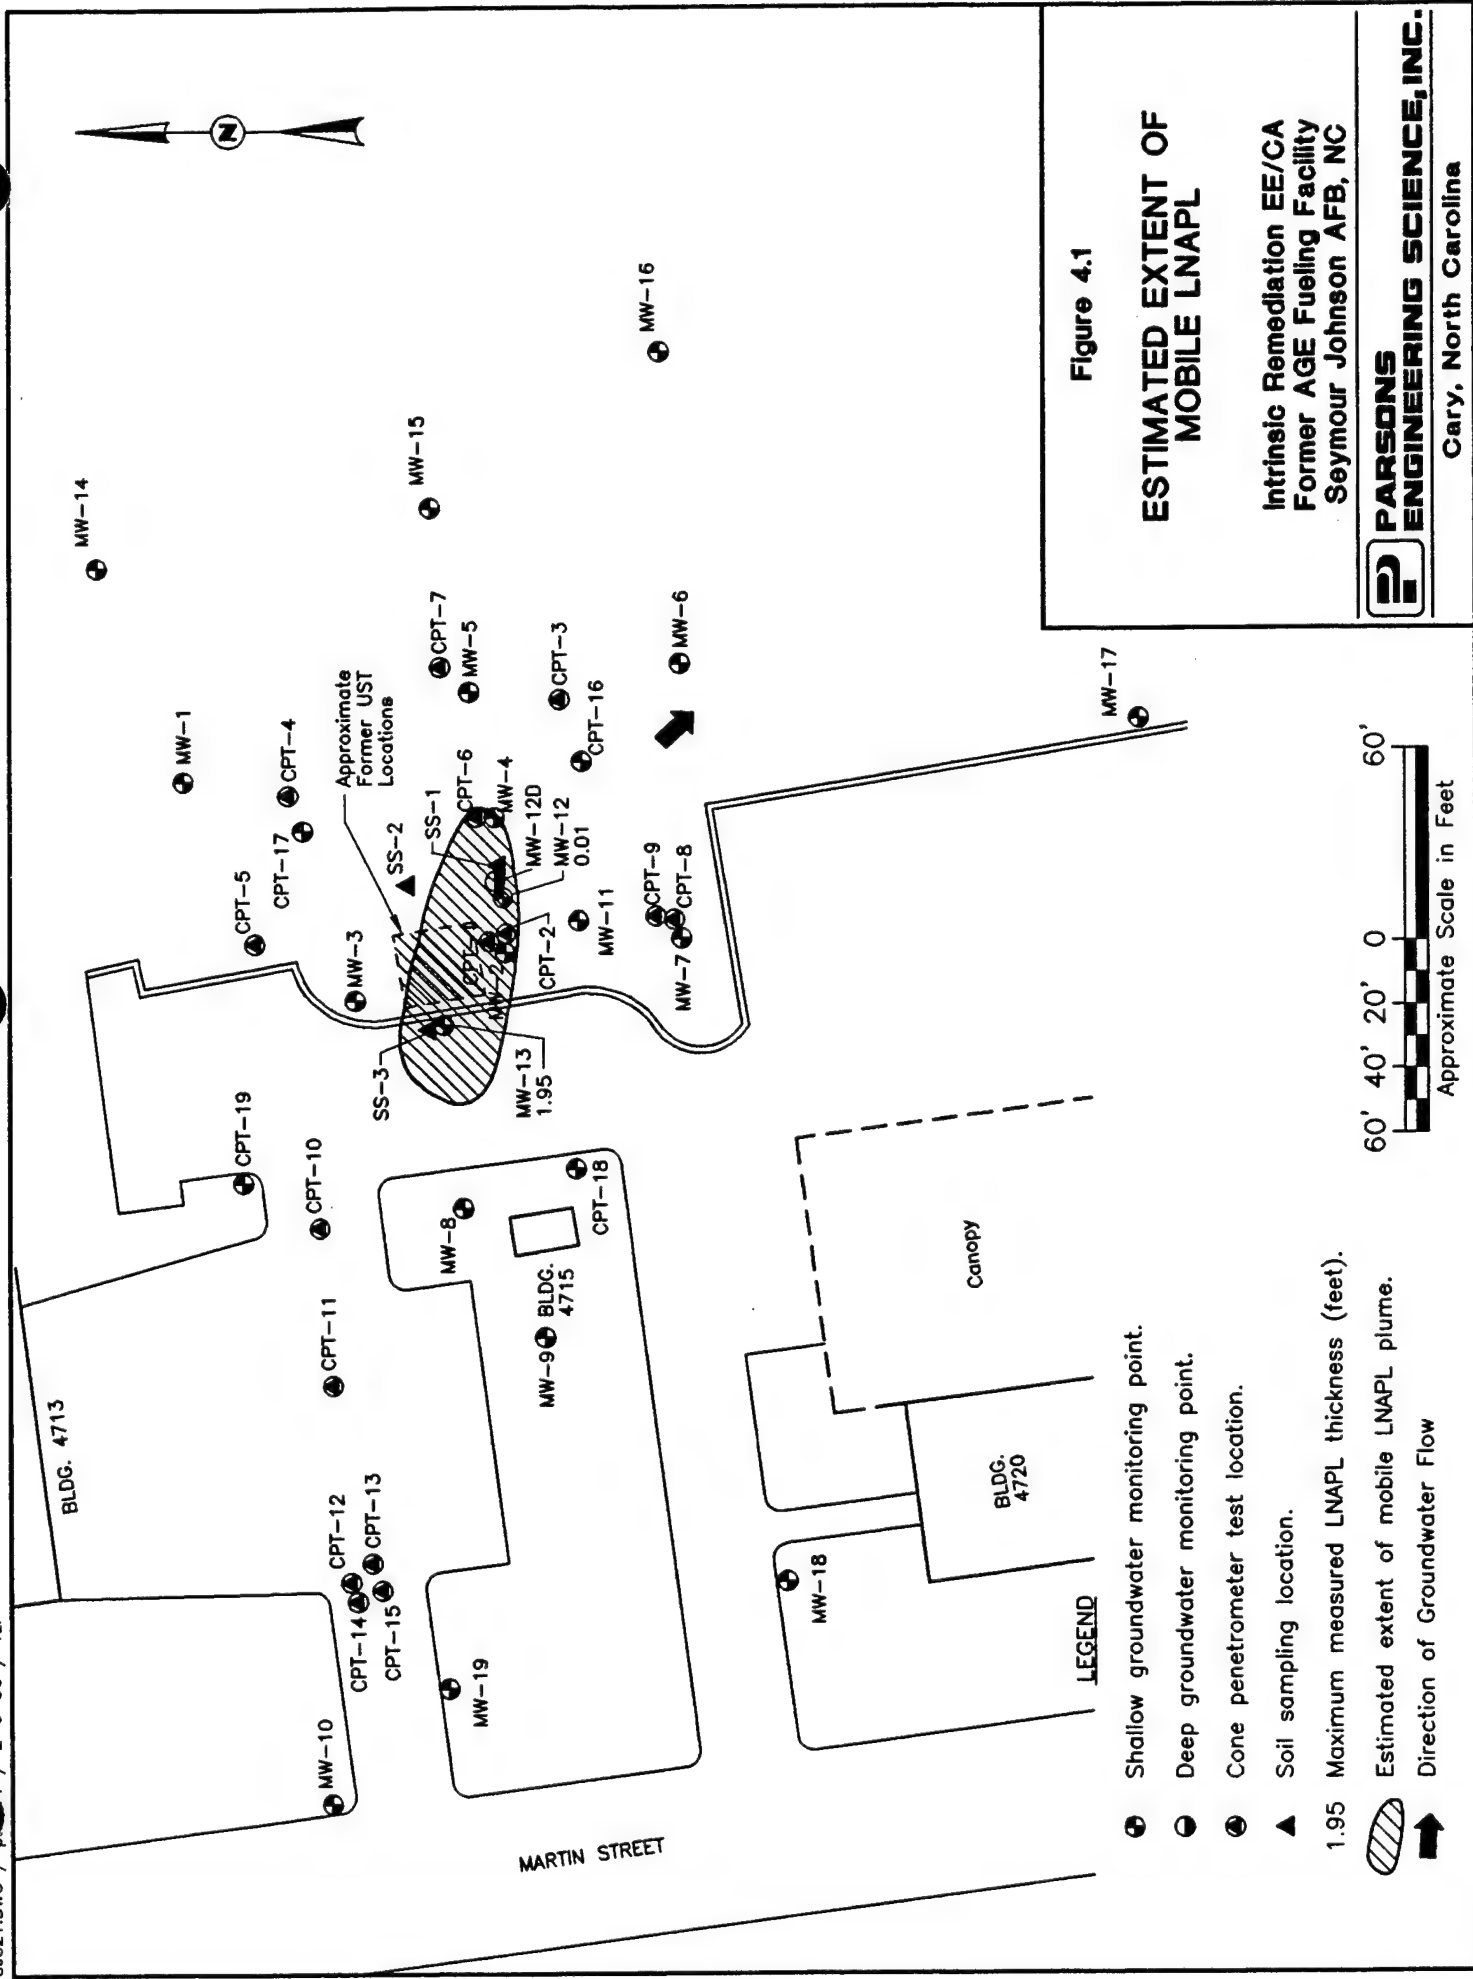 MW-14
MW-1
CPT-4
CPT-17
CPT-5
MW-3
Approximate
Former UST
Locations
SS-2
SS-1
CPT-7
MW-5
MW-15
MW-16
CPT-3
CPT-16
MW-6
CPT-6
MW-4
MW-12D
MW-12
0.01
CPT-2
MW-2
MW-11
CPT-9
CPT-8
MW-7
MW-17
SS-3
MW-13
1.95
BLDG. 4713
CPT-19
CPT-10
CPT-11
CPT-12
CPT-13
CPT-14
CPT-15
MW-10
MW-19
MW-8
CPT-18
MW-9
BLDG.
4715
MARTIN STREET
MW-18
BLDG.
4720
Canopy
N
LEGEND
Shallow groundwater monitoring point.
Deep groundwater monitoring point.
Cone penetrometer test location.
Soil sampling location.
1.95 Maximum measured LNAPL thickness (feet).
Estimated extent of mobile LNAPL plume.
Direction of Groundwater Flow
60' 40' 20' 0 60'
Approximate Scale in Feet
Figure 4.1
ESTIMATED EXTENT OF
MOBILE LNAPL
Intrinsic Remediation EE/CA
Former AGE Fueling Facility
Seymour Johnson AFB, NC
PARSONS
ENGINEERING SCIENCE, INC.
Cary, North Carolina